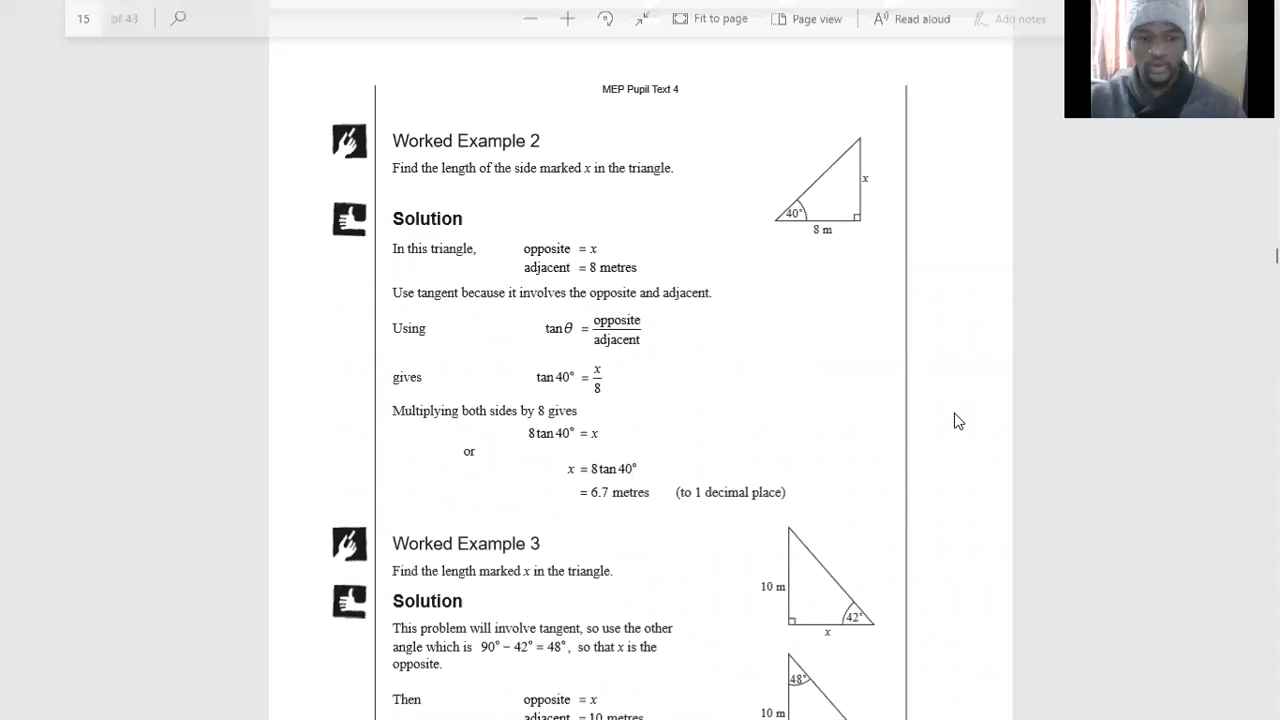 15 of 43 Fit to page Page view Read aloud Add notes
MEP Pupil Text 4
Worked Example 2
Find the length of the side marked x in the triangle.
x
40°
8 m
Solution
In this triangle, opposite = x
adjacent = 8 metres
Use tangent because it involves the opposite and adjacent.
Using tan θ = opposite / adjacent
gives tan 40° = x / 8
Multiplying both sides by 8 gives
8 tan 40° = x
or
x = 8 tan 40°
= 6.7 metres (to 1 decimal place)
Worked Example 3
Find the length marked x in the triangle.
10 m
42°
x
Solution
This problem will involve tangent, so use the other
angle which is 90° − 42° = 48°, so that x is the
opposite.
48°
Then opposite = x
adjacent = 10 metres
10 m